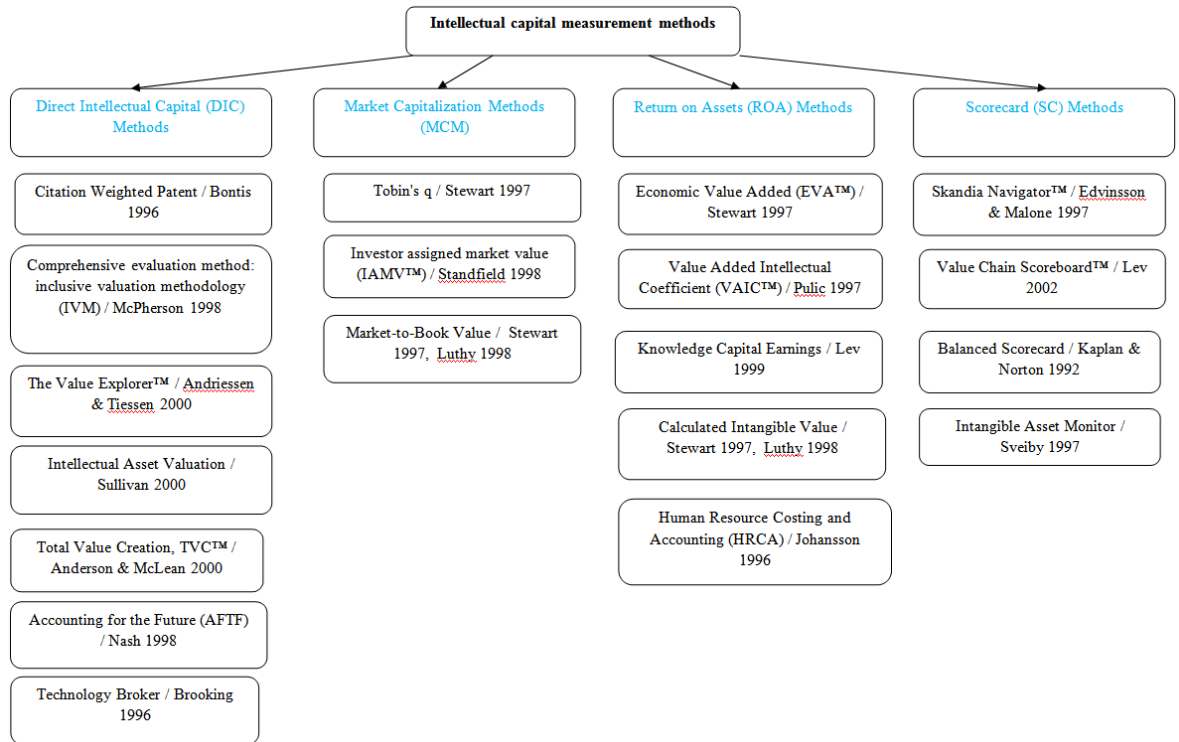 Intellectual capital measurement methods
Direct Intellectual Capital (DIC)
Methods
Citation Weighted Patent / Bontis
1996
Comprehensive evaluation method:
inclusive valuation methodology
(IVM) / McPherson 1998
The Value Explorer™ / Andriessen
& Tiessen 2000
Intellectual Asset Valuation /
Sullivan 2000
Total Value Creation, TVC™ /
Anderson & McLean 2000
Accounting for the Future (AFTF)
/ Nash 1998
Technology Broker / Brooking
1996
Market Capitalization Methods
(MCM)
Tobin's q / Stewart 1997
Investor assigned market value
(IAMV™) / Standfield 1998
Market-to-Book Value / Stewart
1997, Luthy 1998
Return on Assets (ROA) Methods
Economic Value Added (EVA™) /
Stewart 1997
Value Added Intellectual
Coefficient (VAIC™) / Pulic 1997
Knowledge Capital Earnings / Lev
1999
Calculated Intangible Value /
Stewart 1997, Luthy 1998
Human Resource Costing and
Accounting (HRCA) / Johansson
1996
Scorecard (SC) Methods
Skandia Navigator™ / Edvinsson
& Malone 1997
Value Chain Scoreboard™ / Lev
2002
Balanced Scorecard / Kaplan &
Norton 1992
Intangible Asset Monitor /
Sveiby 1997